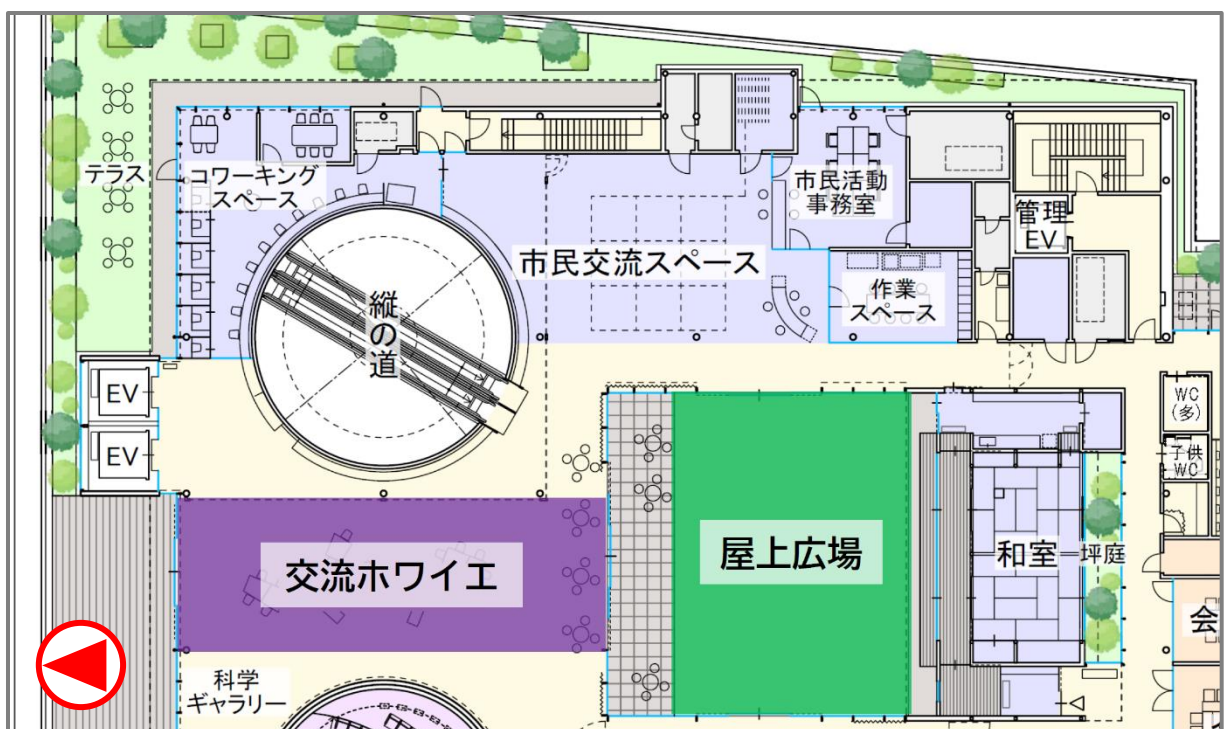 テラス
コワーキング
スペース
市民活動
事務室
管理
EV
市民交流スペース
作業
スペース
縦の道
EV
EV
WC
(多)
子供
WC
交流ホワイエ
屋上広場
和室
坪庭
会
科学
ギャラリー